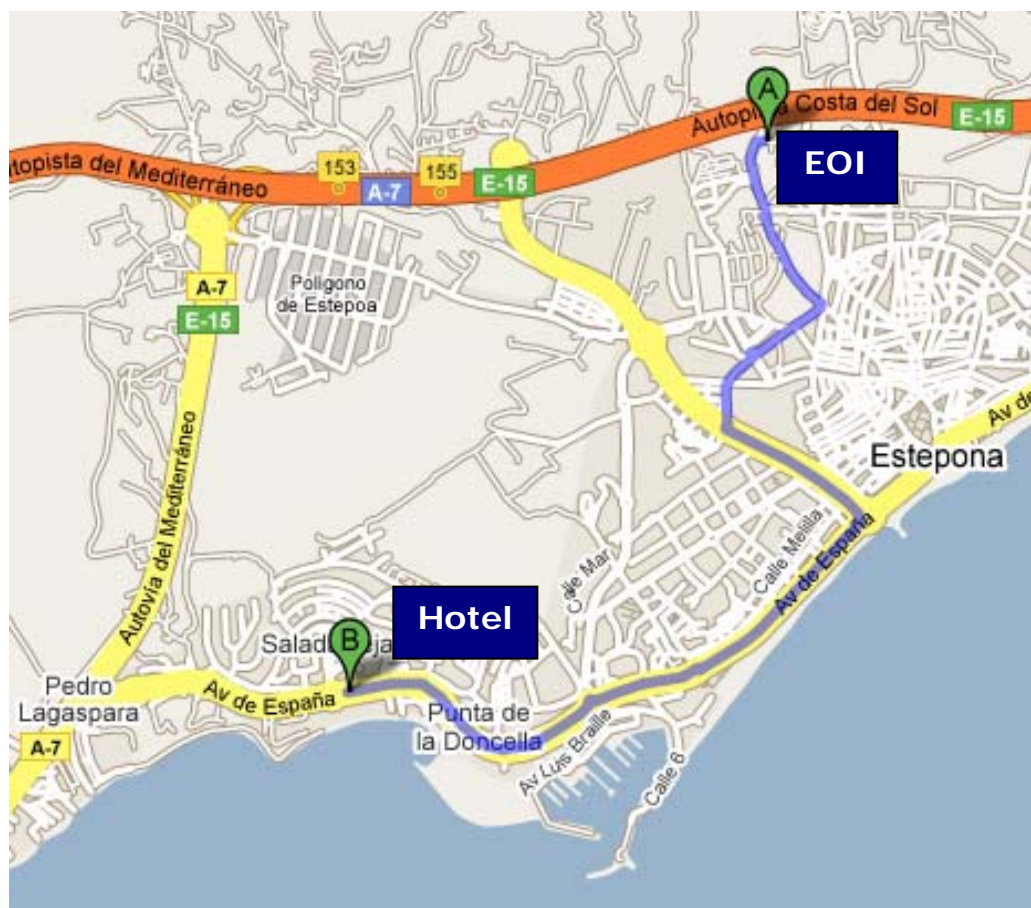 A
Autopista Costa del Sol
E-15
EOI
utopista del Mediterráneo
153
A-7
155
E-15
A-7
E-15
Poligono
de Estepoa
Av de
Estepona
Autovia del Mediterráneo
Calle Melilla
Av de España
Calle Mar
Hotel
B
Pedro
Lagaspara
Av de España
A-7
Punta de
la Doncella
Av Luis Braille
Calle 6